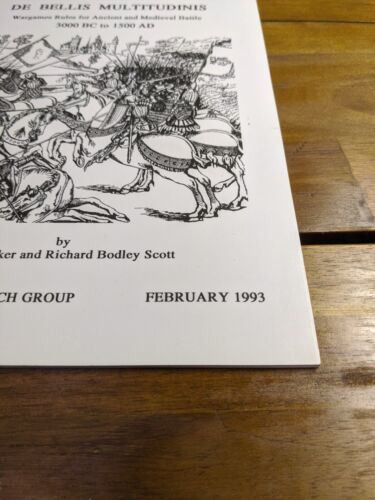 DE BELLIS MULTITUDINIS
Wargames Rules for Ancient and Medieval Battle
3000 BC to 1500 AD
by
ker and Richard Bodley Scott
CH GROUP FEBRUARY 1993